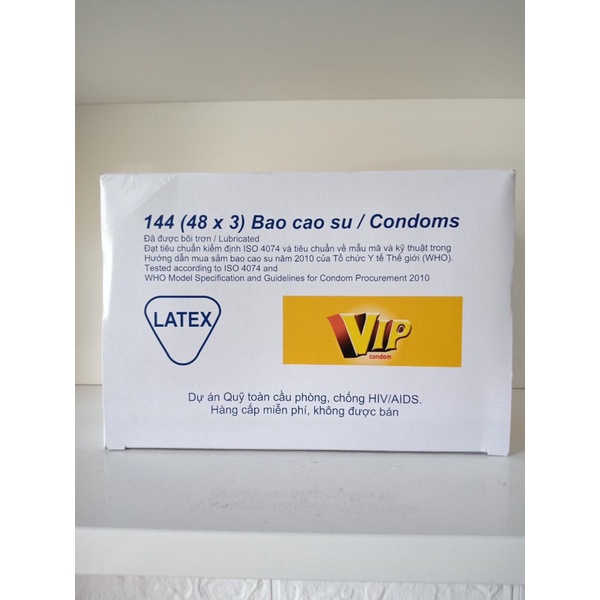 144 (48 x 3) Bao cao su / Condoms
Đã được bôi trơn / Lubricated
Đạt tiêu chuẩn kiểm định ISO 4074 và tiêu chuẩn về mẫu mã và kỹ thuật trong
Hướng dẫn mua sắm bao cao su năm 2010 của Tổ chức Y tế Thế giới (WHO).
Tested according to ISO 4074 and
WHO Model Specification and Guidelines for Condom Procurement 2010
LATEX
VIP
condom
Dự án Quỹ toàn cầu phòng, chống HIV/AIDS.
Hàng cấp miễn phí, không được bán